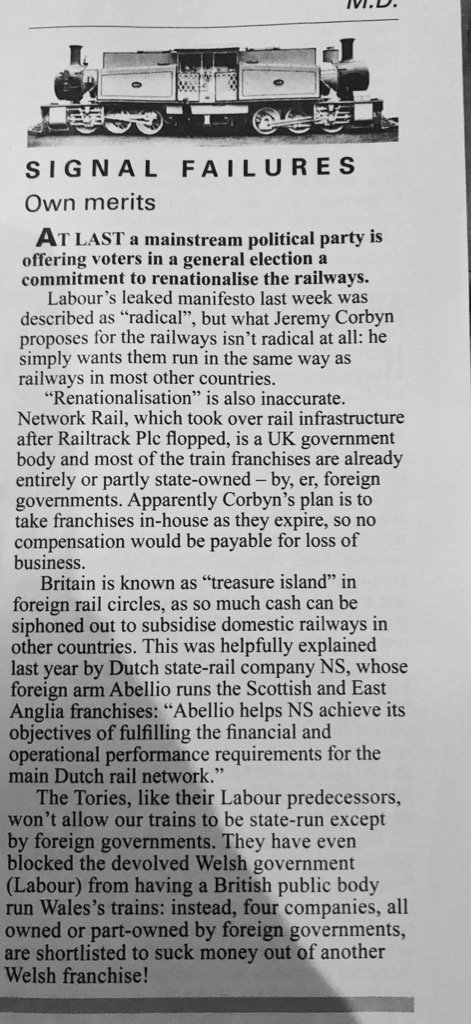 M.D.
SIGNAL FAILURES
Own merits
AT LAST a mainstream political party is
offering voters in a general election a
commitment to renationalise the railways.
Labour's leaked manifesto last week was
described as "radical", but what Jeremy Corbyn
proposes for the railways isn't radical at all: he
simply wants them run in the same way as
railways in most other countries.
"Renationalisation" is also inaccurate.
Network Rail, which took over rail infrastructure
after Railtrack Plc flopped, is a UK government
body and most of the train franchises are already
entirely or partly state-owned – by, er, foreign
governments. Apparently Corbyn's plan is to
take franchises in-house as they expire, so no
compensation would be payable for loss of
business.
Britain is known as "treasure island" in
foreign rail circles, as so much cash can be
siphoned out to subsidise domestic railways in
other countries. This was helpfully explained
last year by Dutch state-rail company NS, whose
foreign arm Abellio runs the Scottish and East
Anglia franchises: "Abellio helps NS achieve its
objectives of fulfilling the financial and
operational performance requirements for the
main Dutch rail network."
The Tories, like their Labour predecessors,
won't allow our trains to be state-run except
by foreign governments. They have even
blocked the devolved Welsh government
(Labour) from having a British public body
run Wales's trains: instead, four companies, all
owned or part-owned by foreign governments,
are shortlisted to suck money out of another
Welsh franchise!